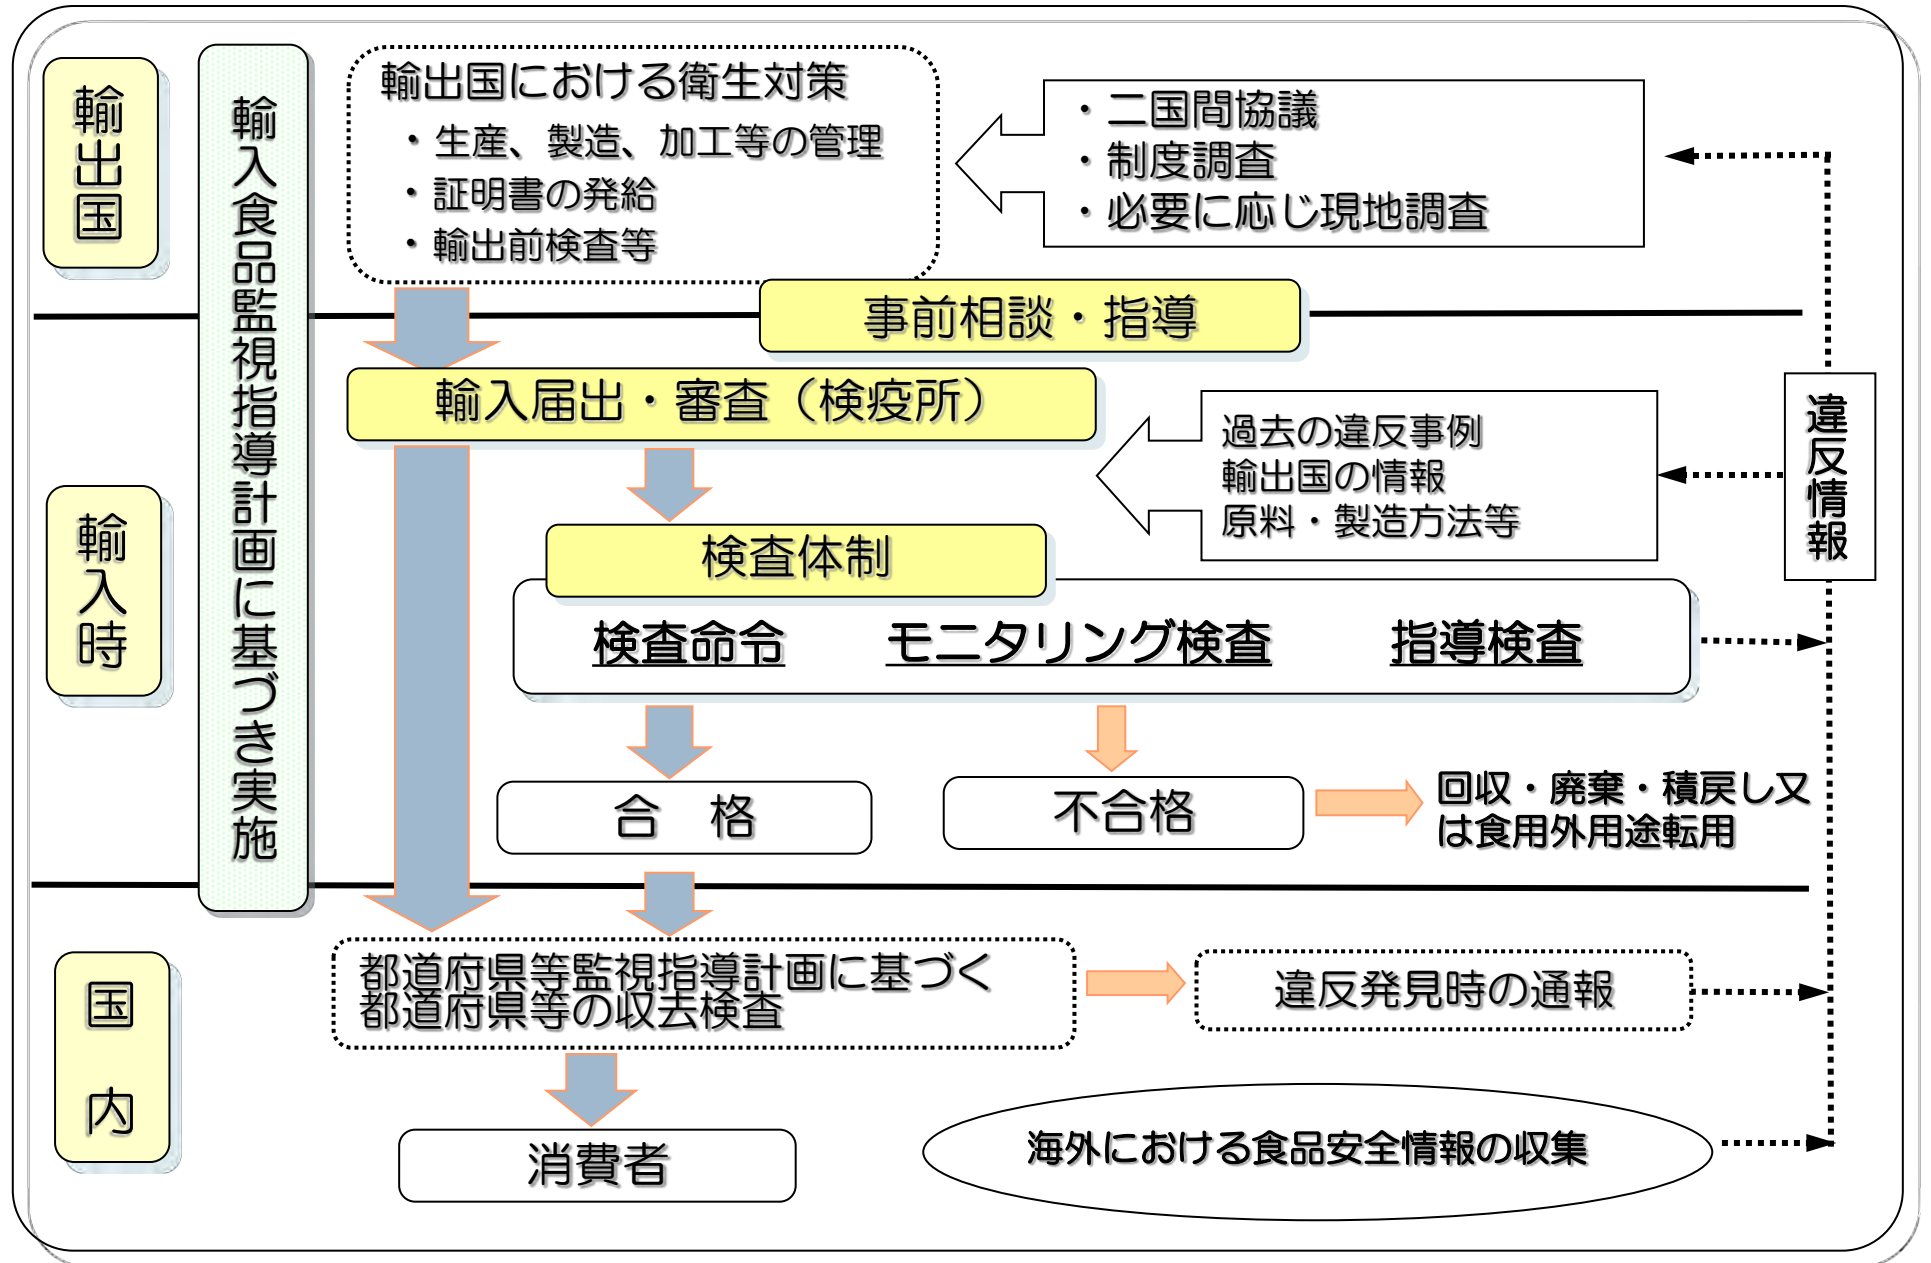 輸出国
輸入食品監視指導計画に基づき実施
輸出国における衛生対策
・生産、製造、加工等の管理
・証明書の発給
・輸出前検査等
・二国間協議
・制度調査
・必要に応じ現地調査
事前相談・指導
輸入時
輸入届出・審査（検疫所）
過去の違反事例
輸出国の情報
原料・製造方法等
違反情報
検査体制
検査命令 モニタリング検査 指導検査
合 格
不合格
回収・廃棄・積戻し又
は食用外用途転用
国 内
都道府県等監視指導計画に基づく
都道府県等の収去検査
違反発見時の通報
消費者
海外における食品安全情報の収集